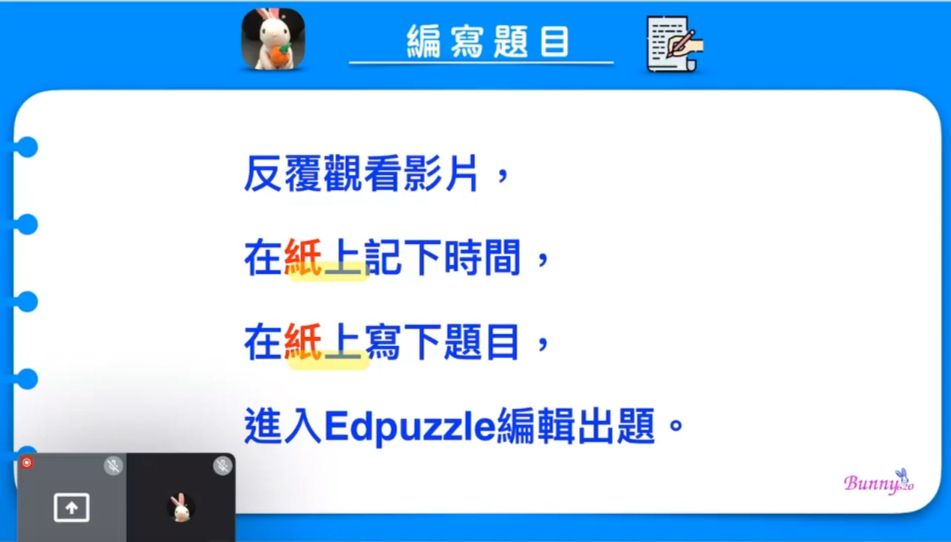 編寫題目
反覆觀看影片，
在紙上記下時間，
在紙上寫下題目，
進入Edpuzzle編輯出題。
Bunny